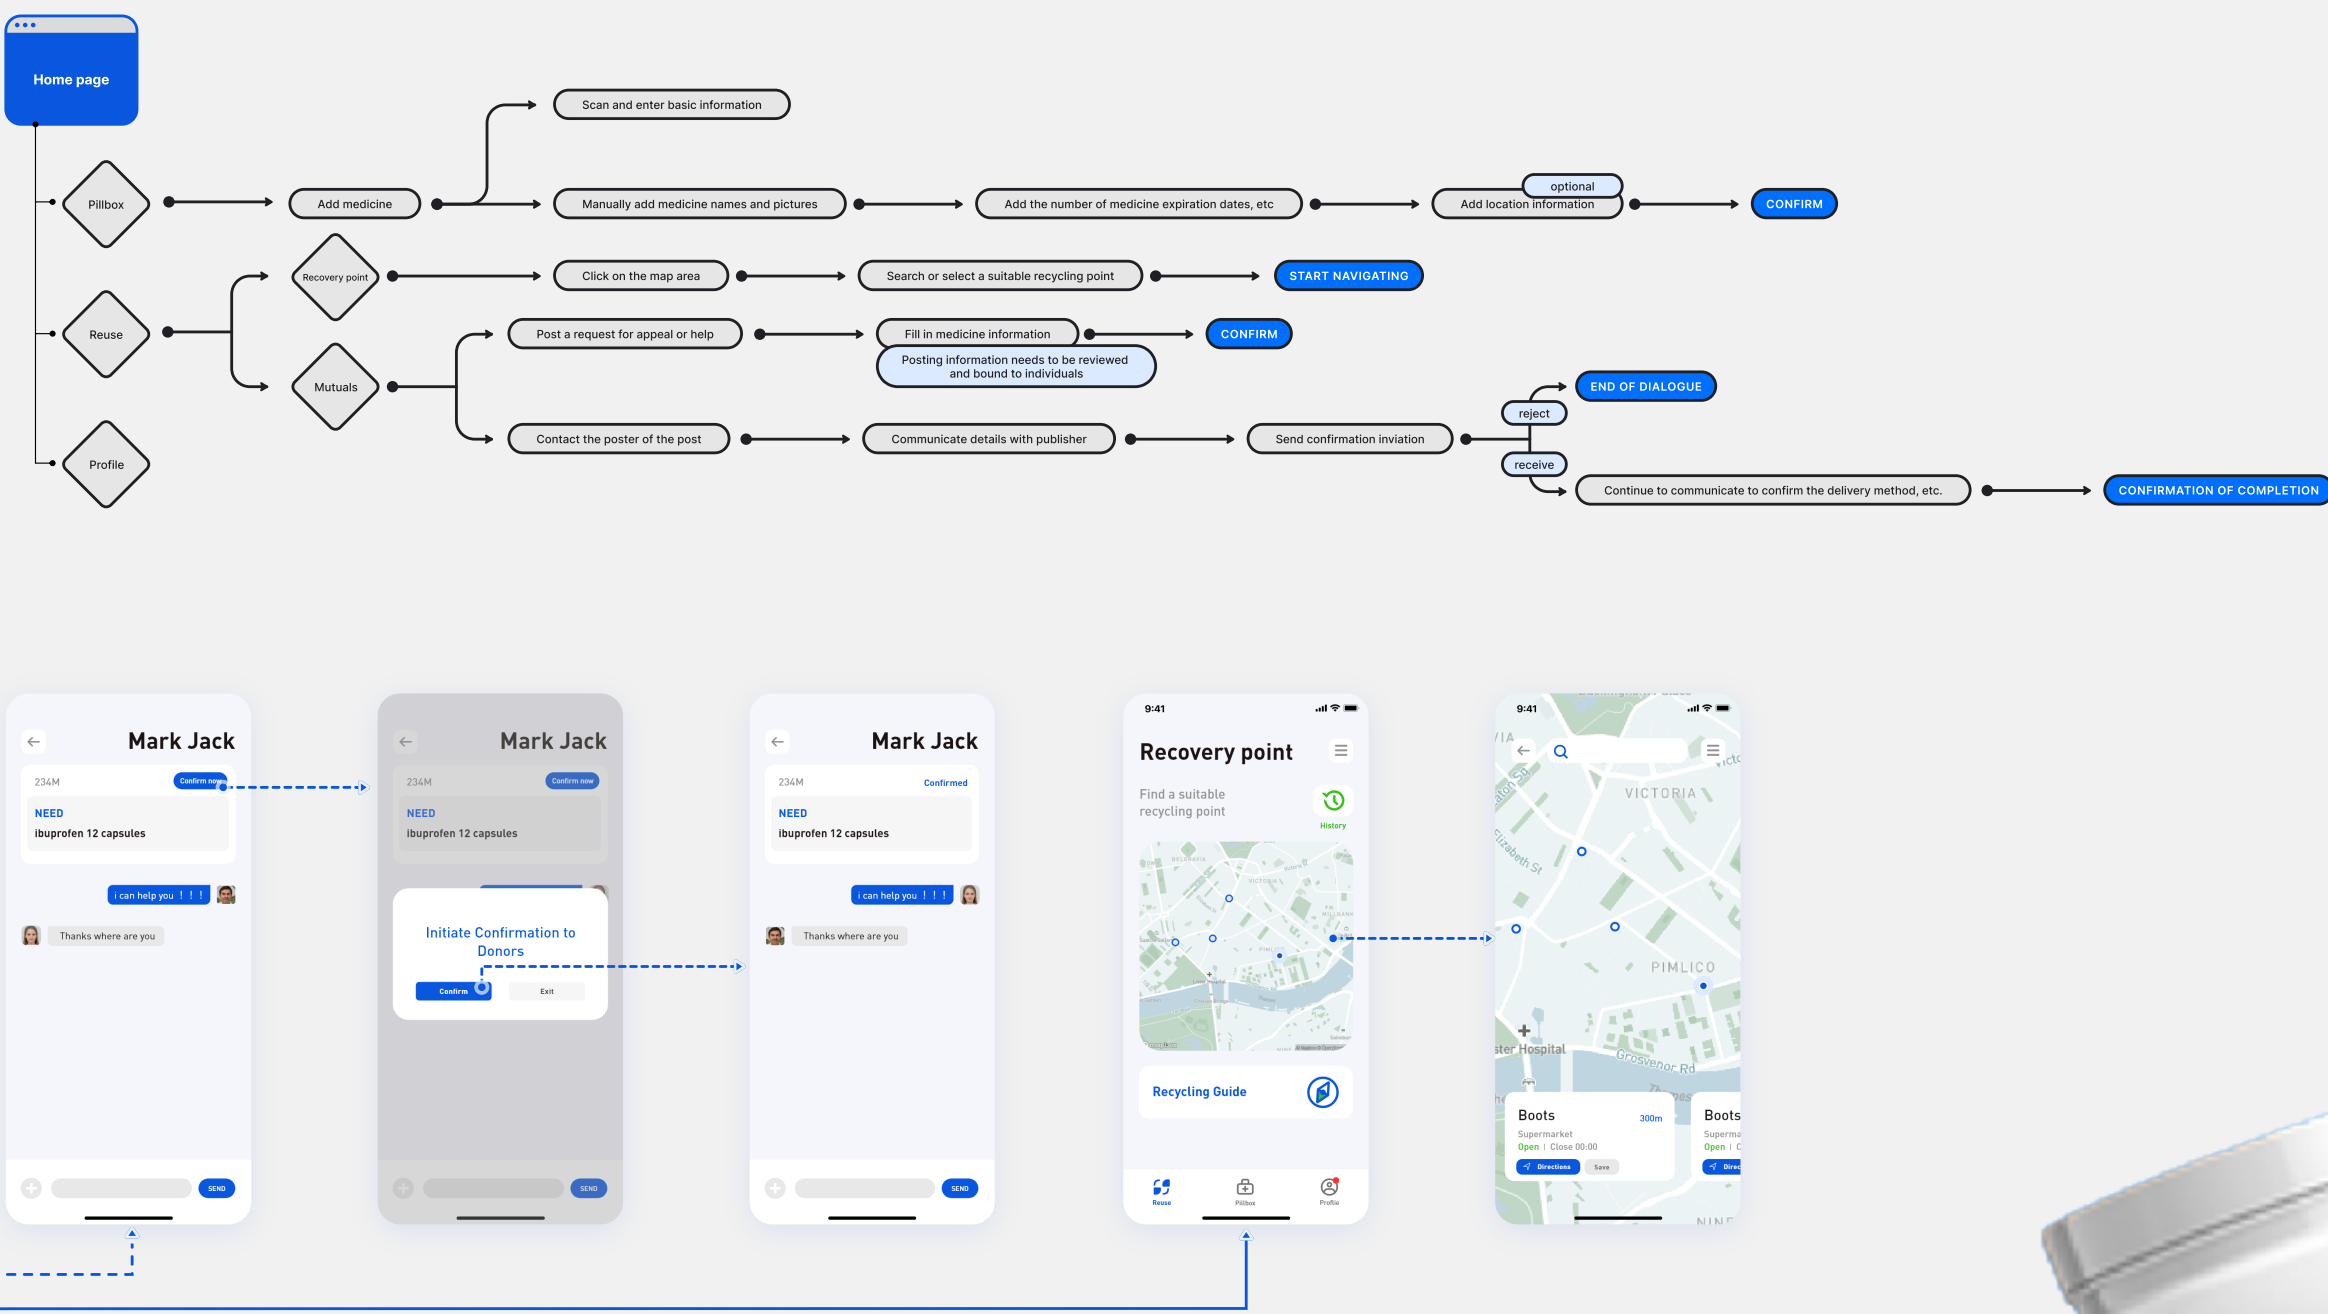 Home page
Scan and enter basic information
Pillbox
Add medicine
Manually add medicine names and pictures
Add the number of medicine expiration dates, etc
optional
Add location information
CONFIRM
Recovery point
Click on the map area
Search or select a suitable recycling point
START NAVIGATING
Reuse
Post a request for appeal or help
Fill in medicine information
CONFIRM
Posting information needs to be reviewed
and bound to individuals
Mutuals
END OF DIALOGUE
reject
Contact the poster of the post
Communicate details with publisher
Send confirmation inviation
receive
Profile
Continue to communicate to confirm the delivery method, etc.
CONFIRMATION OF COMPLETION
Mark Jack
234M
Confirm now
NEED
ibuprofen 12 capsules
i can help you ! ! !
Thanks where are you
SEND
Mark Jack
234M
Confirm now
NEED
ibuprofen 12 capsules
Initiate Confirmation to
Donors
Confirm
Exit
SEND
Mark Jack
234M
Confirmed
NEED
ibuprofen 12 capsules
i can help you ! ! !
Thanks where are you
SEND
9:41
Recovery point
Find a suitable
recycling point
History
BELGRAVIA
VICTORIA
Recycling Guide
Reuse
Pillbox
Profile
9:41
VICTORIA
PIMLICO
ster Hospital
Grosvenor Rd
Boots
300m
Supermarket
Open | Close 00:00
Directions
Save
Boots
Superma
Open | C
Direc